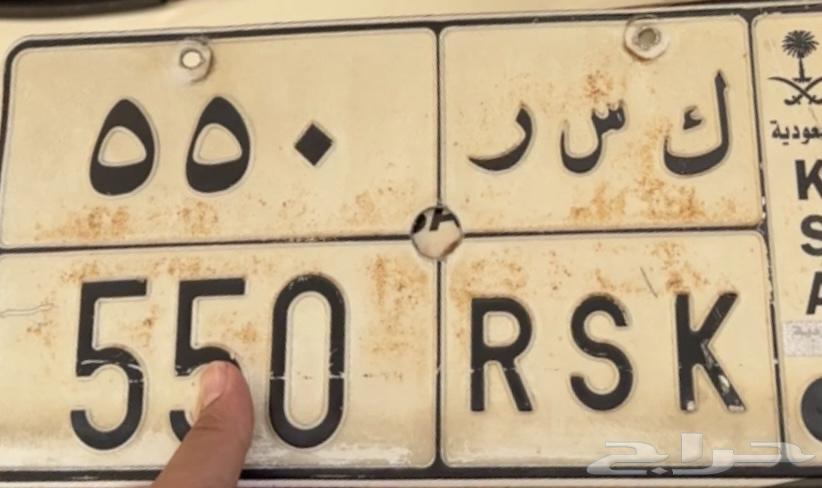 ٥٥٠ ك س ر
550 RSK
السعودية
K
S
A
حراج